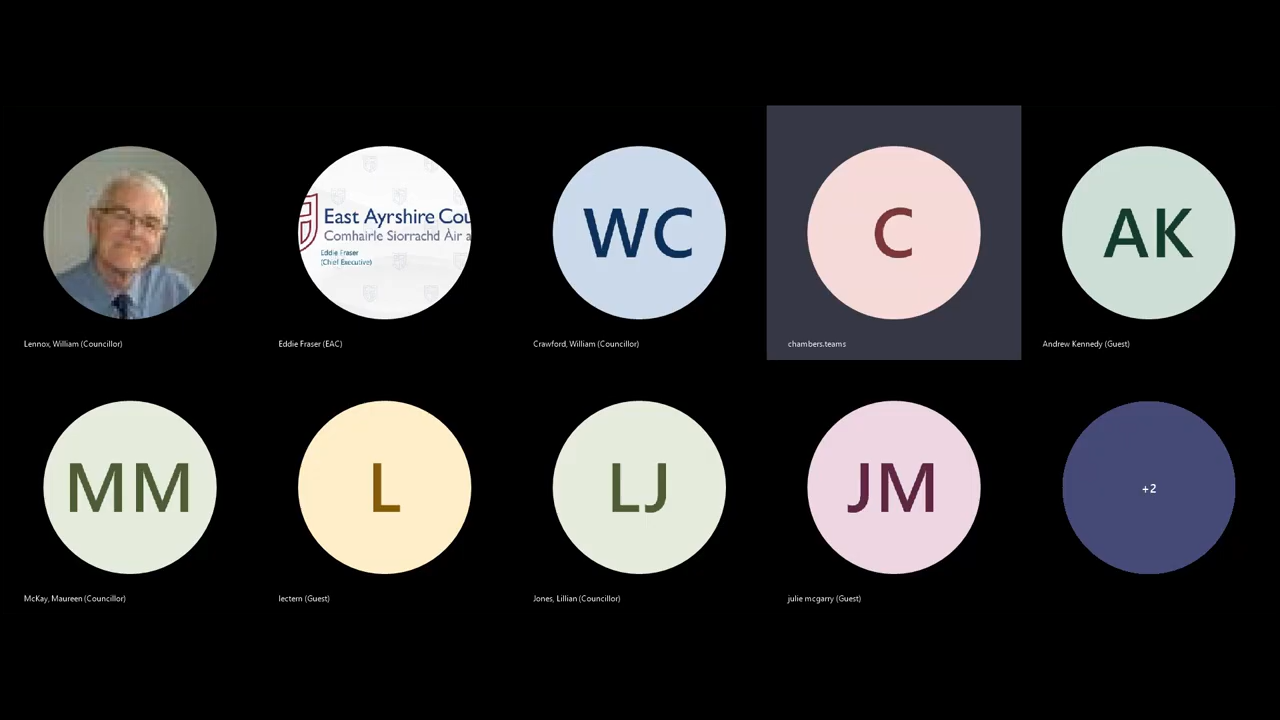 East Ayrshire Cou
Comhairle Siorrachd Àir a
Eddie Fraser
(Chief Executive)
WC
C
AK
Lennox, William (Councillor)
Eddie Fraser (EAC)
Crawford, William (Councillor)
chambers.teams
Andrew Kennedy (Guest)
MM
L
LJ
JM
+2
McKay, Maureen (Councillor)
lectern (Guest)
Jones, Lillian (Councillor)
julie mcgarry (Guest)